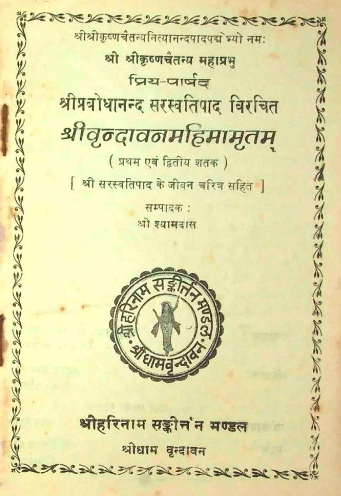 श्रीश्रीकृष्णचैतन्यनित्यानन्दपादपद्मेभ्यो नमः
श्री श्रीकृष्णचैतन्य महाप्रभु
प्रिय-पार्षद
श्रीप्रबोधानन्द सरस्वतिपाद विरचित
श्रीवृन्दावनमहिमामृतम्
( प्रथम एवं द्वितीय शतक )
[ श्री सरस्वतिपाद के जीवन चरित्र सहित ]
सम्पादक :
श्री श्यामदास
श्रीहरिनाम सङ्कीर्त्तन मण्डल
श्रीधामवृन्दावन
श्रीहरिनाम सङ्कीर्त्तन मण्डल
श्रीधाम वृन्दावन